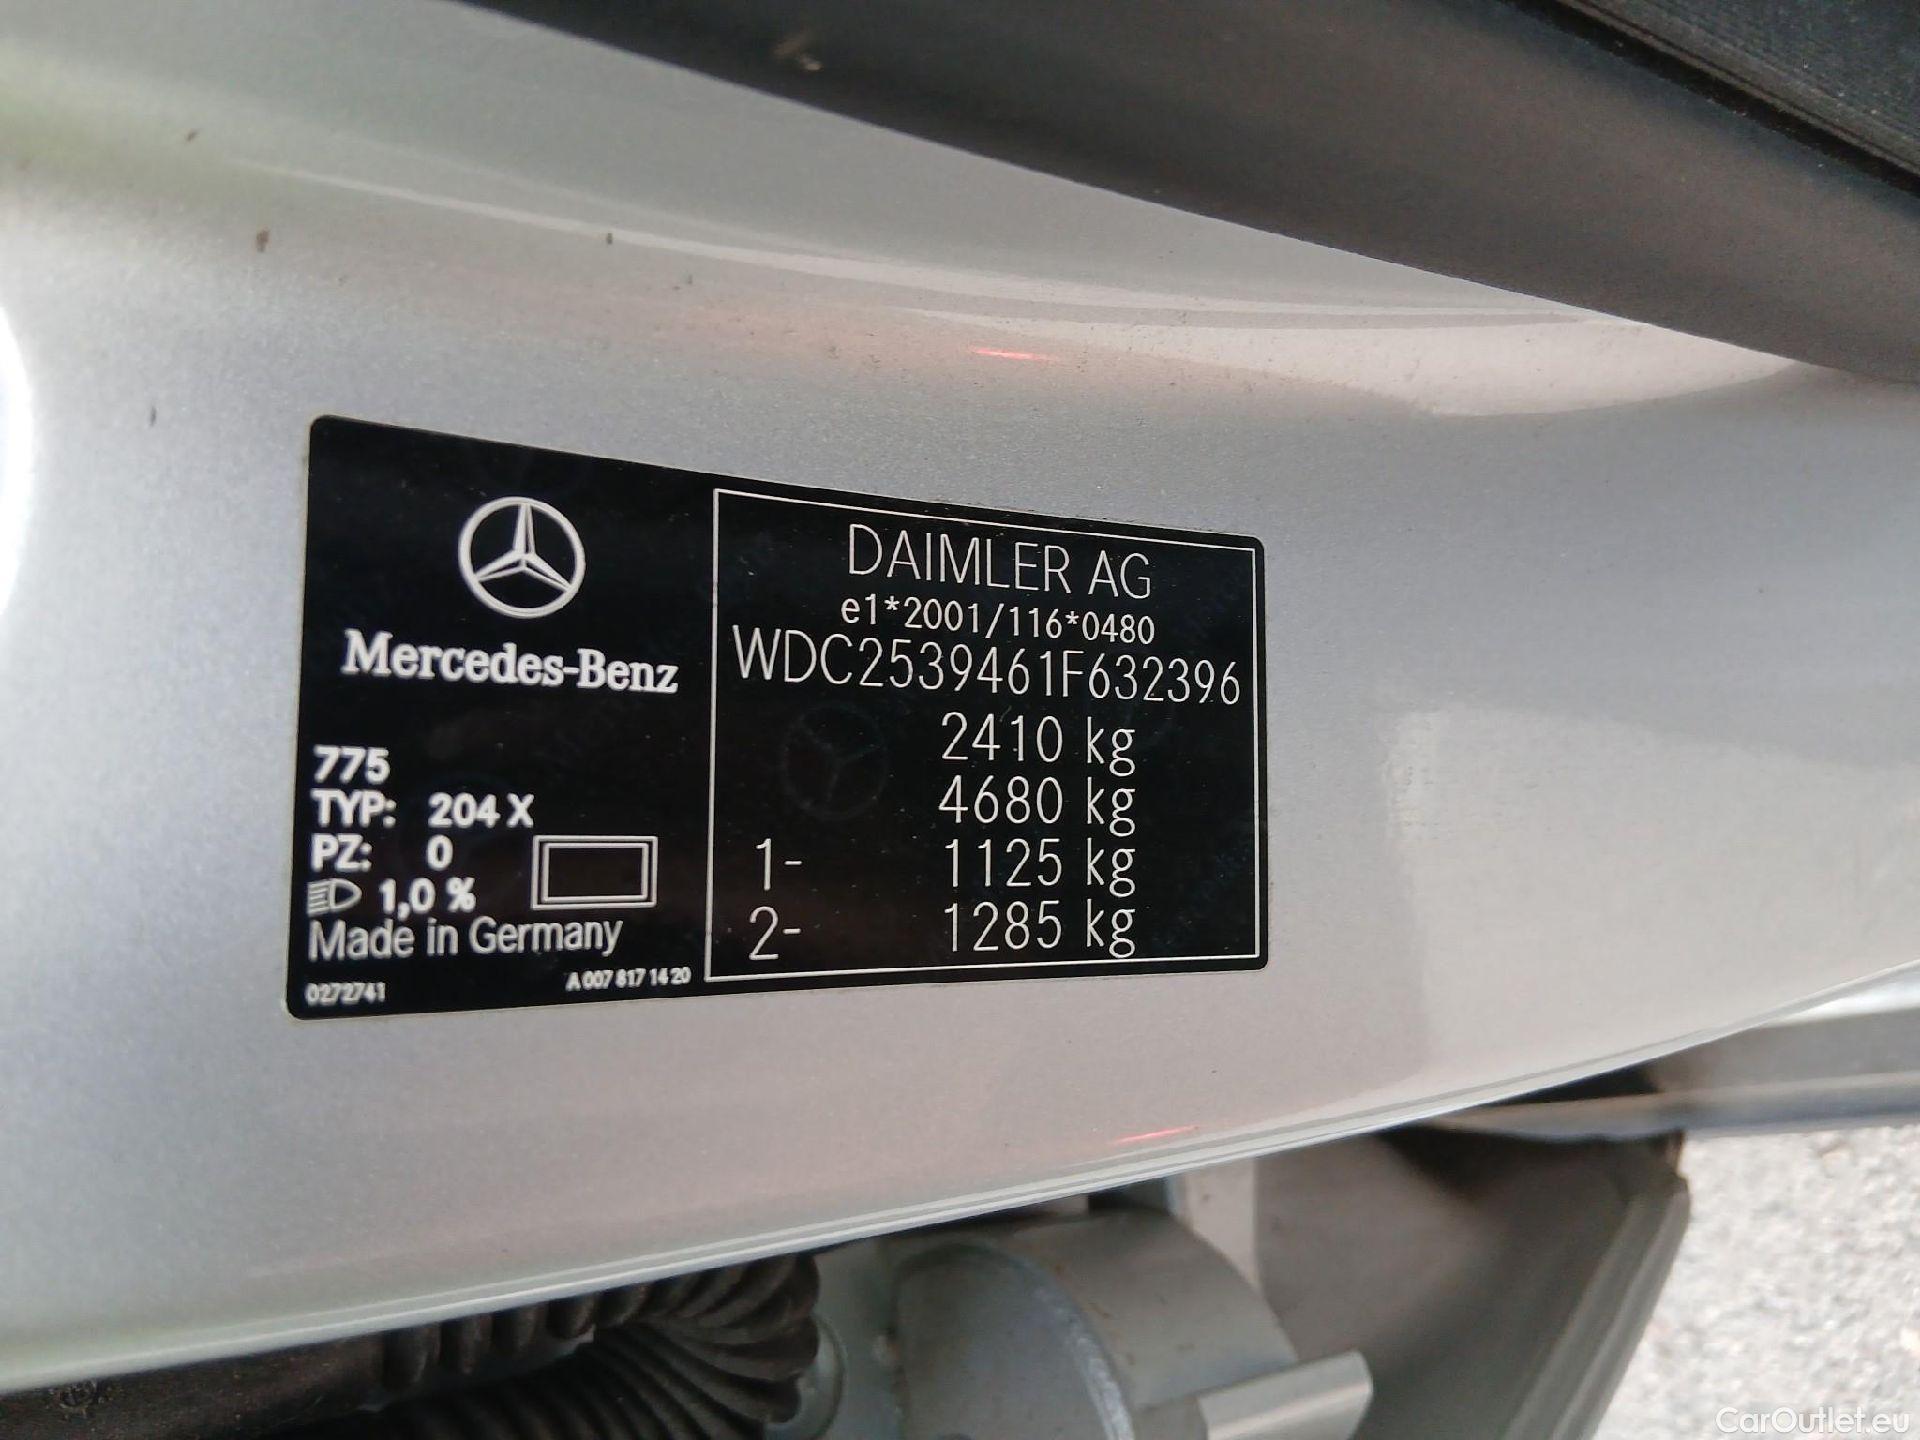 Mercedes-Benz
775
TYP: 204 X
PZ: 0
1,0 %
Made in Germany
0272741
A 007 817 14 20
DAIMLER AG
e1*2001/116*0480
WDC2539461F632396
2410 kg
4680 kg
1- 1125 kg
2- 1285 kg
CarOutlet.eu